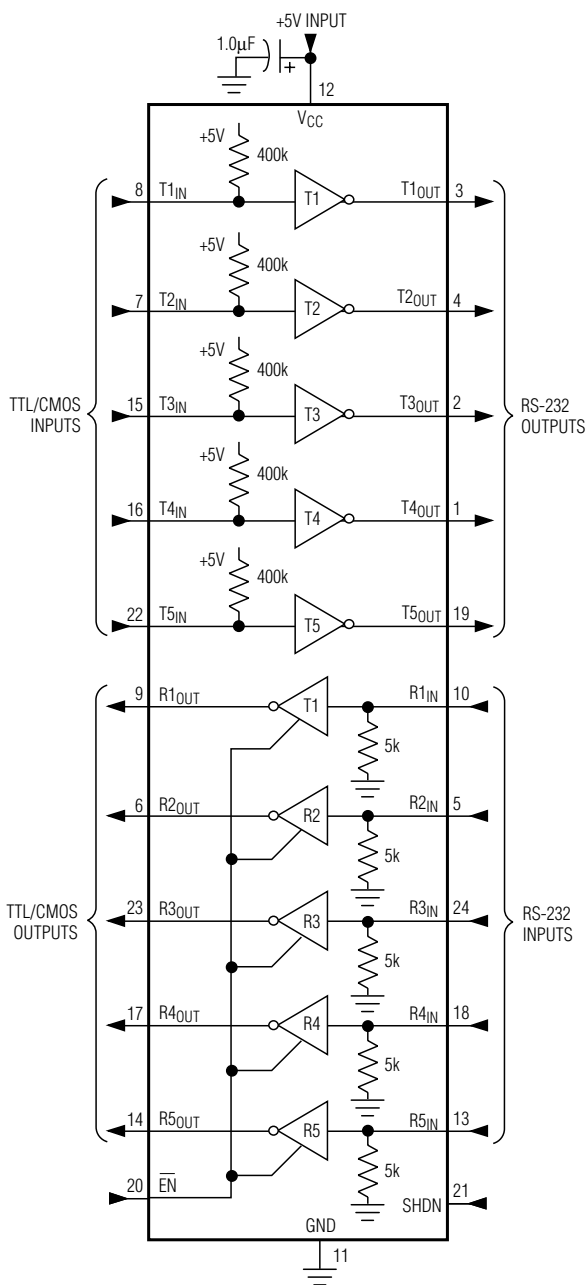 +5V INPUT
1.0μF
+
12
VCC
+5V
400k
8 T1IN T1 T1OUT 3
+5V
400k
7 T2IN T2 T2OUT 4
+5V
400k
TTL/CMOS
INPUTS
15 T3IN T3 T3OUT 2
RS-232
OUTPUTS
+5V
400k
16 T4IN T4 T4OUT 1
+5V
400k
22 T5IN T5 T5OUT 19
9 R1OUT T1 R1IN 10
5k
6 R2OUT R2 R2IN 5
5k
TTL/CMOS
OUTPUTS
23 R3OUT R3 R3IN 24
RS-232
INPUTS
5k
17 R4OUT R4 R4IN 18
5k
14 R5OUT R5 R5IN 13
5k
20 E̅N̅
SHDN 21
GND
11